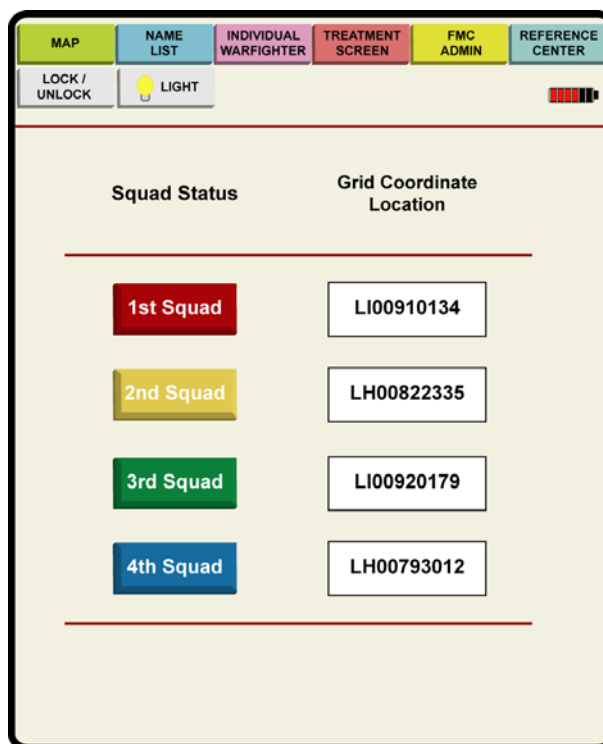 MAP
NAME
LIST
INDIVIDUAL
WARFIGHTER
TREATMENT
SCREEN
FMC
ADMIN
REFERENCE
CENTER
LOCK /
UNLOCK
LIGHT
Squad Status
Grid Coordinate
Location
1st Squad
LI00910134
2nd Squad
LH00822335
3rd Squad
LI00920179
4th Squad
LH00793012